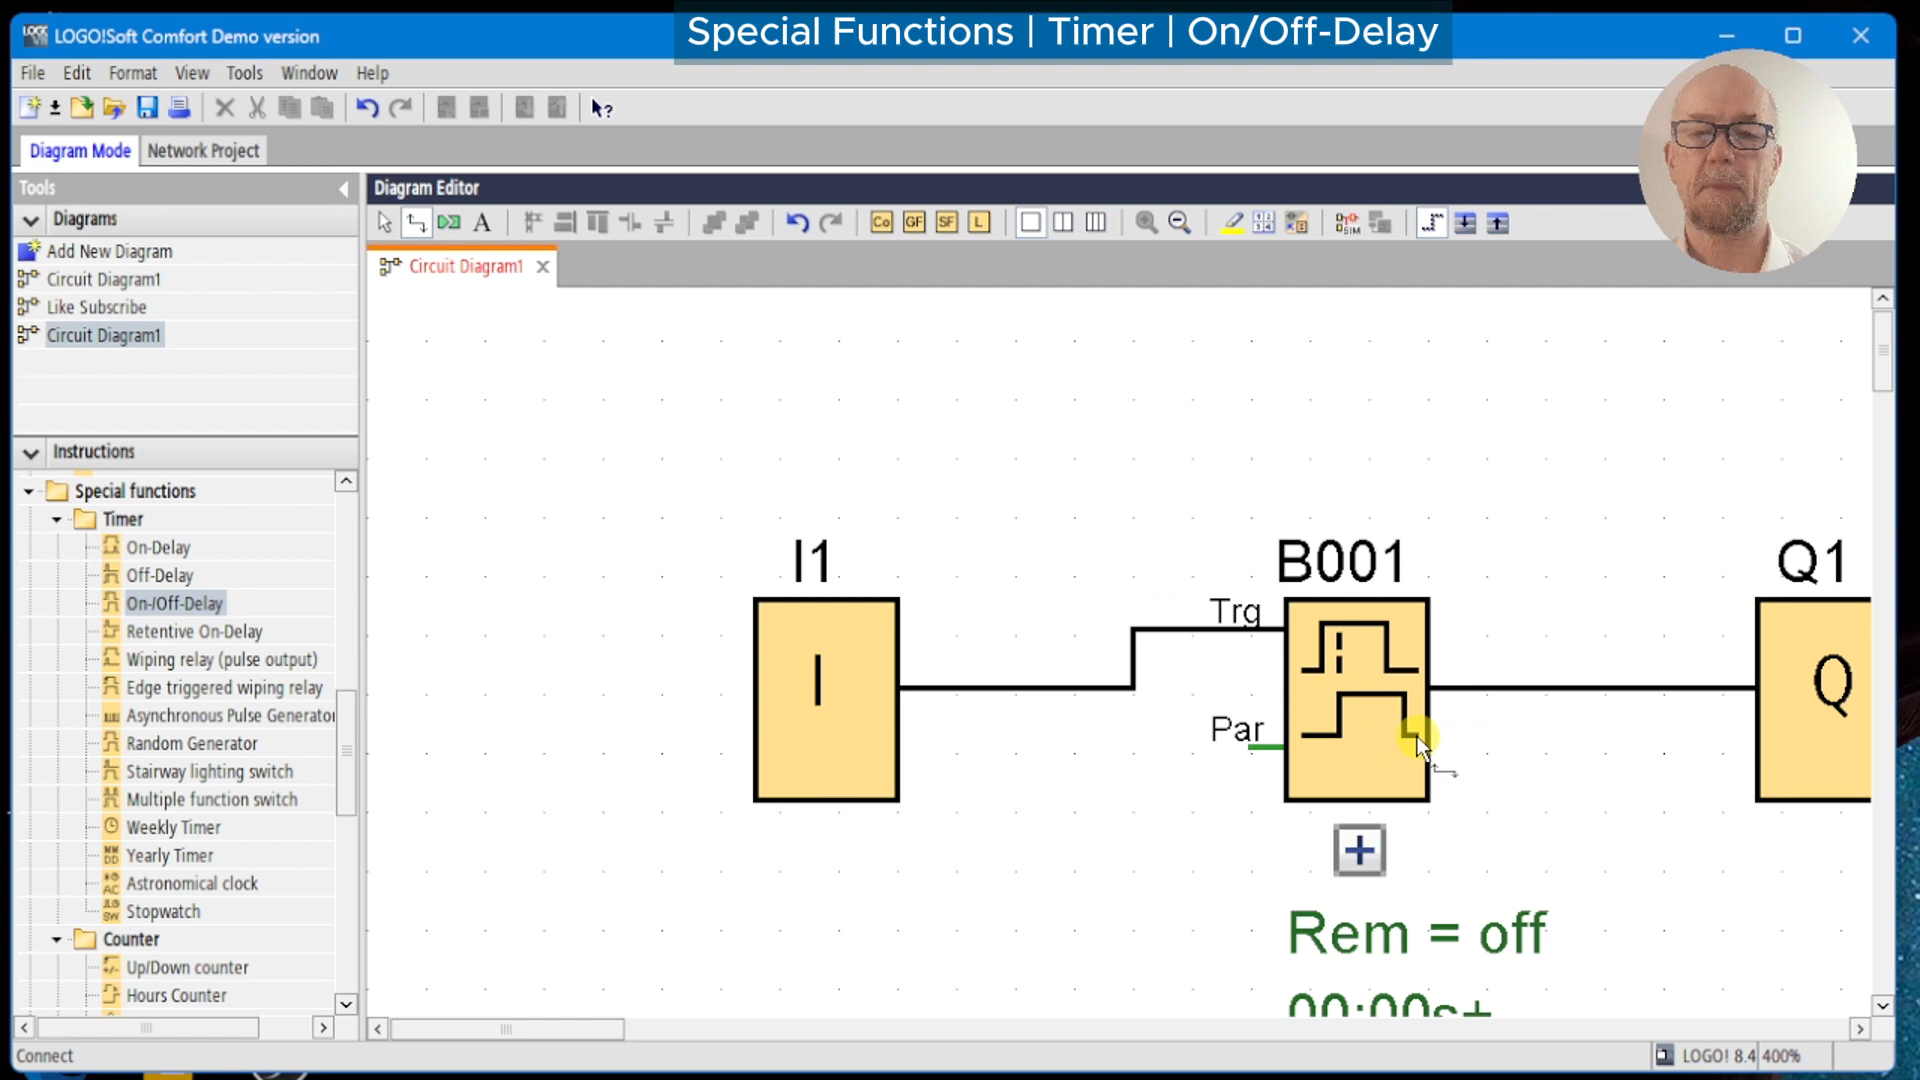 Special Functions | Timer | On/Off-Delay
LOGO!Soft Comfort Demo version
File Edit Format View Tools Window Help
Diagram Mode Network Project
Tools
Diagrams
Add New Diagram
Circuit Diagram1
Like Subscribe
Circuit Diagram1
Instructions
Special functions
Timer
On-Delay
Off-Delay
On-/Off-Delay
Retentive On-Delay
Wiping relay (pulse output)
Edge triggered wiping relay
Asynchronous Pulse Generator
Random Generator
Stairway lighting switch
Multiple function switch
Weekly Timer
Yearly Timer
Astronomical clock
Stopwatch
Counter
Up/Down counter
Hours Counter
Diagram Editor
A Co GF SF L
Circuit Diagram1
I1
I
B001
Trg
Par
Q1
Q
Rem = off
00:00s+
Connect
LOGO! 8.4 400%